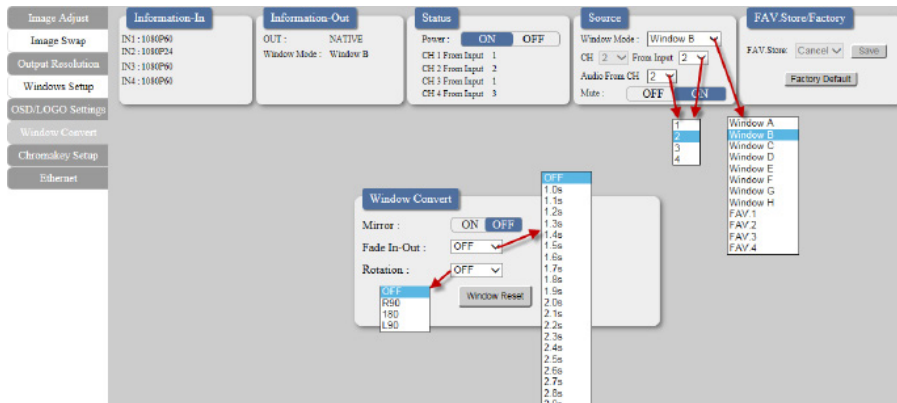 Image Adjust
Image Swap
Output Resolution
Windows Setup
OSD/LOGO Settings
Window Convert
Chromakey Setup
Ethernet
Information-In
IN1 : 1080P60
IN2 : 1080P24
IN3 : 1080P60
IN4 : 1080P60
Information-Out
OUT : NATIVE
Window Mode : Window B
Status
Power : ON OFF
CH 1 From Input 1
CH 2 From Input 2
CH 3 From Input 1
CH 4 From Input 3
Source
Window Mode : Window B
CH 2 From Input 2
Audio From CH 2
Mute : OFF ON
1
2
3
4
FAV.Store/Factory
FAV.Store: Cancel Save
Factory Default
Window A
Window B
Window C
Window D
Window E
Window F
Window G
Window H
FAV.1
FAV.2
FAV.3
FAV.4
Window Convert
Mirror : ON OFF
Fade In-Out : OFF
Rotation : OFF
OFF
R90
180
L90
Window Reset
OFF
1.0s
1.1s
1.2s
1.3s
1.4s
1.5s
1.6s
1.7s
1.8s
1.9s
2.0s
2.1s
2.2s
2.3s
2.4s
2.5s
2.6s
2.7s
2.8s